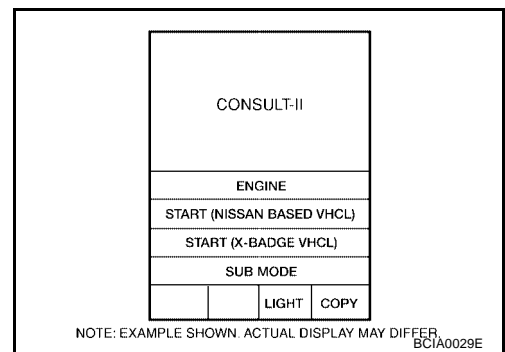 CONSULT-II
ENGINE
START (NISSAN BASED VHCL)
START (X-BADGE VHCL)
SUB MODE
LIGHT COPY
NOTE: EXAMPLE SHOWN. ACTUAL DISPLAY MAY DIFFER.
BCIA0029E